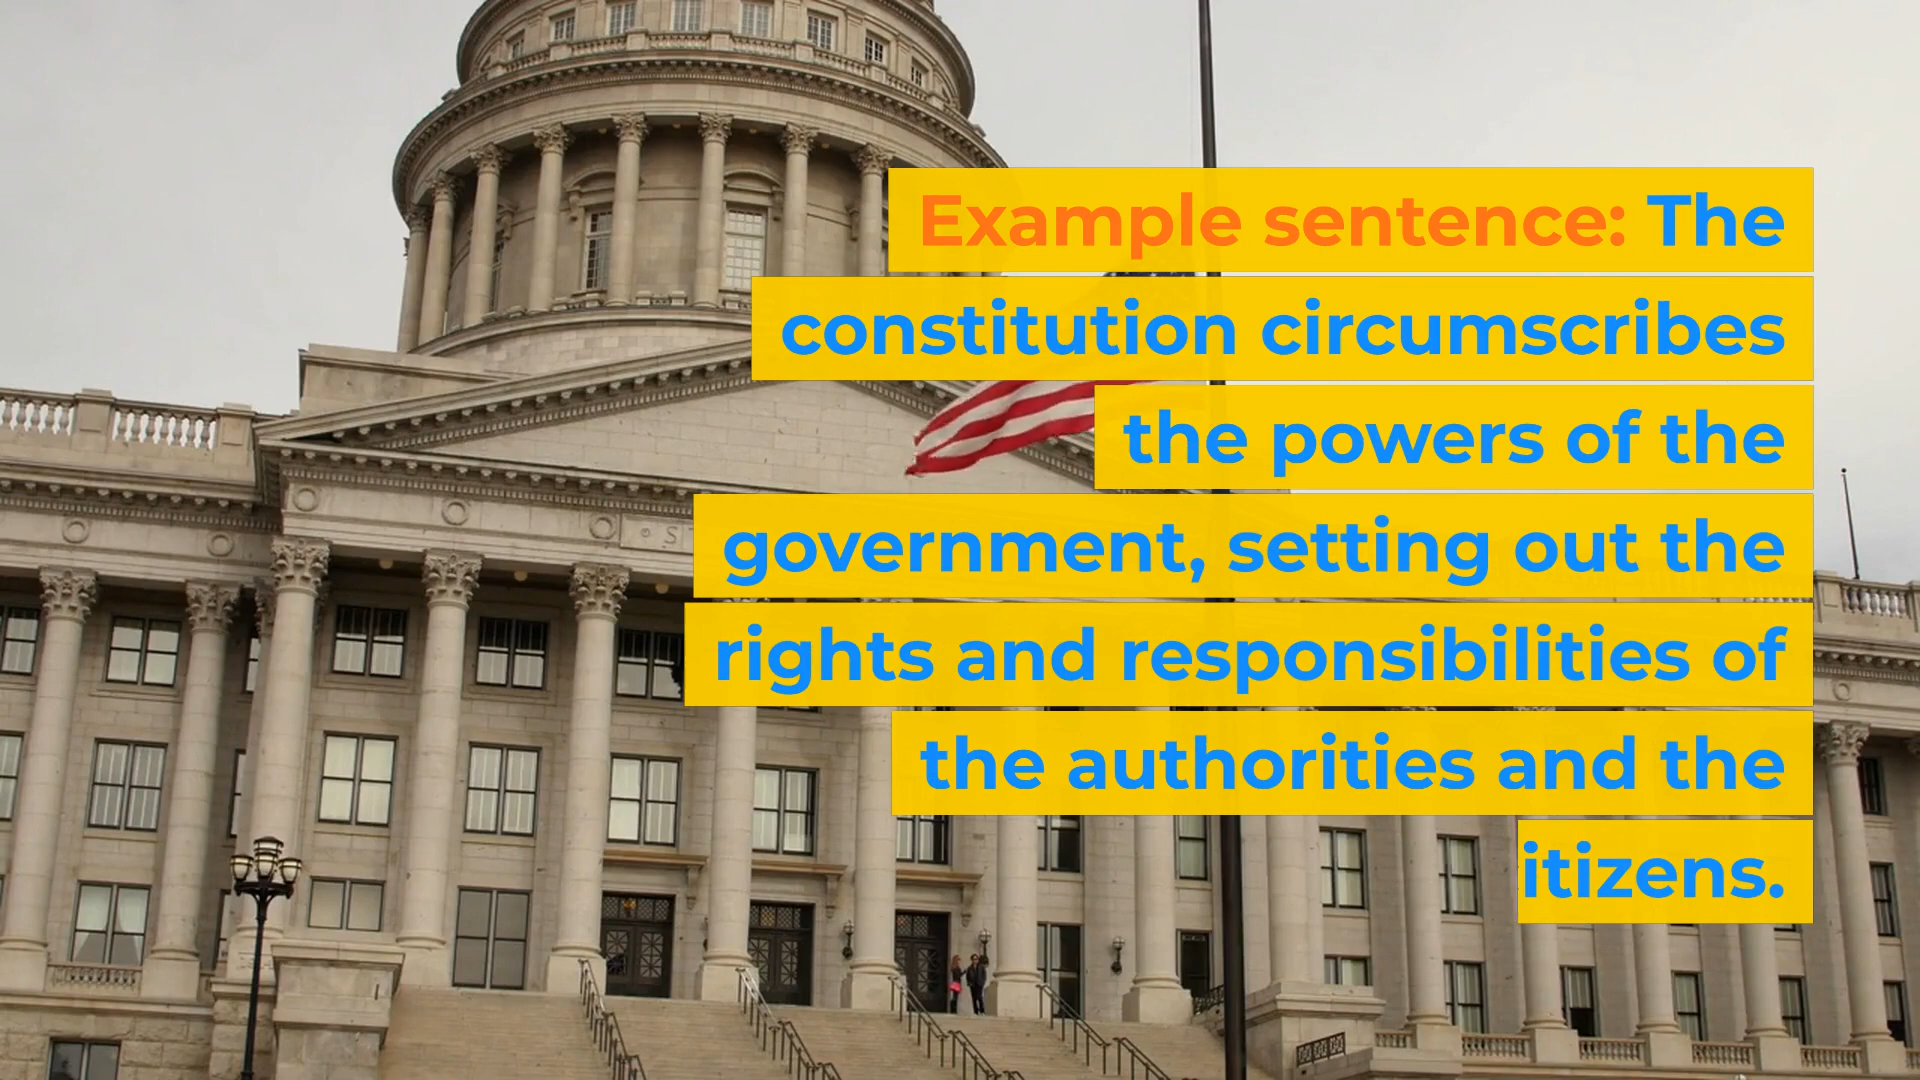 Example sentence: The
constitution circumscribes
the powers of the
government, setting out the
rights and responsibilities of
the authorities and the
itizens.